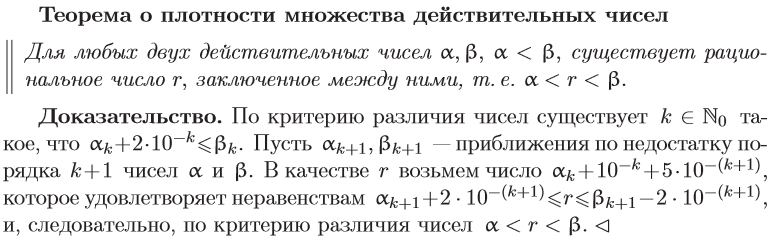 Теорема о плотности множества действительных чисел
Для любых двух действительных чисел α, β, α < β, существует рацио-
нальное число r, заключенное между ними, т. е. α < r < β.
Доказательство. По критерию различия чисел существует k ∈ ℕ₀ та-
кое, что αₖ+2·10⁻ᵏ⩽βₖ. Пусть αₖ₊₁, βₖ₊₁ — приближения по недостатку по-
рядка k+1 чисел α и β. В качестве r возьмем число αₖ+10⁻ᵏ+5·10⁻⁽ᵏ⁺¹⁾,
которое удовлетворяет неравенствам αₖ₊₁+2·10⁻⁽ᵏ⁺¹⁾⩽r⩽βₖ₊₁−2·10⁻⁽ᵏ⁺¹⁾,
и, следовательно, по критерию различия чисел α < r < β. ◁